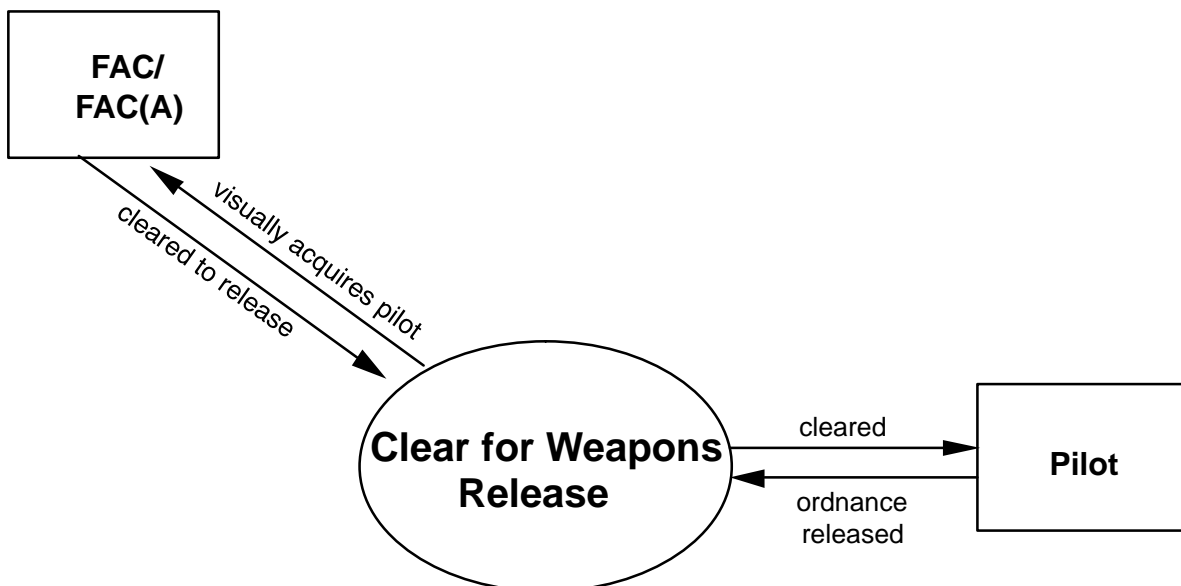 FAC/
FAC(A)
visually acquires pilot
cleared to release
Clear for Weapons
Release
cleared
ordnance
released
Pilot